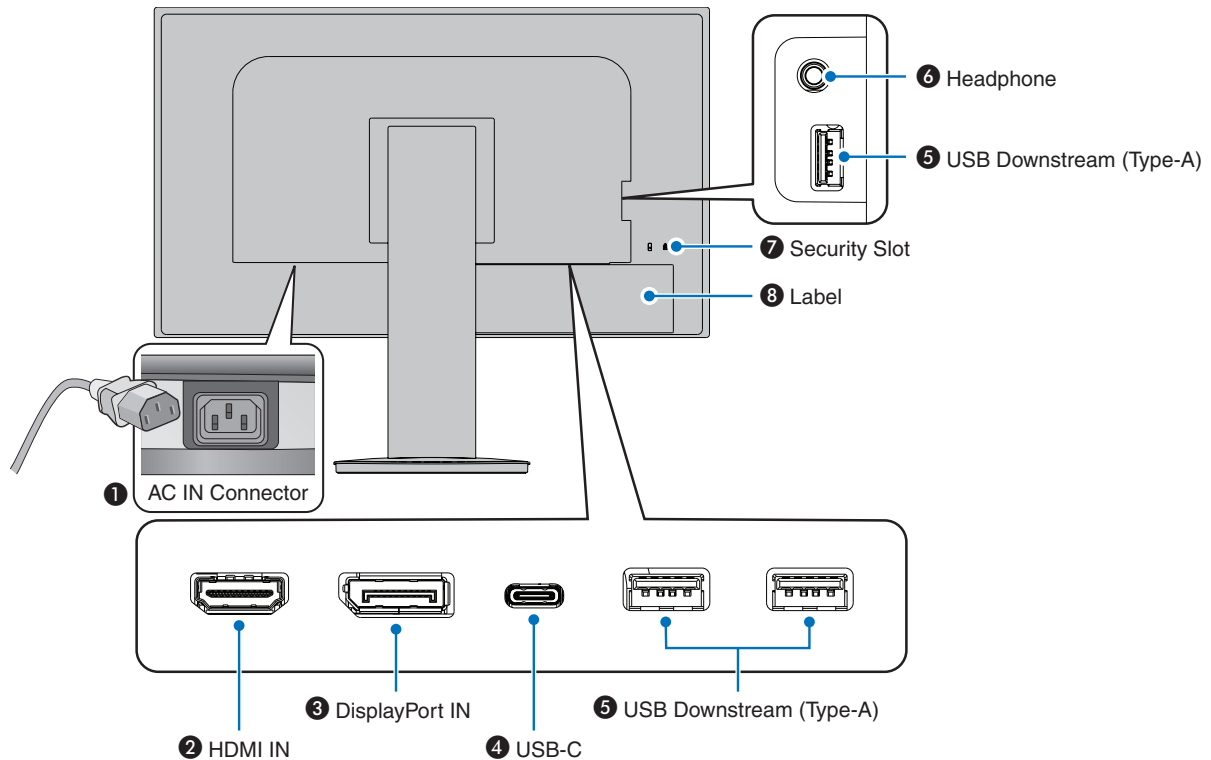 ❻ Headphone
❺ USB Downstream (Type-A)
❼ Security Slot
❽ Label
❶ AC IN Connector
❷ HDMI IN
❸ DisplayPort IN
❹ USB-C
❺ USB Downstream (Type-A)